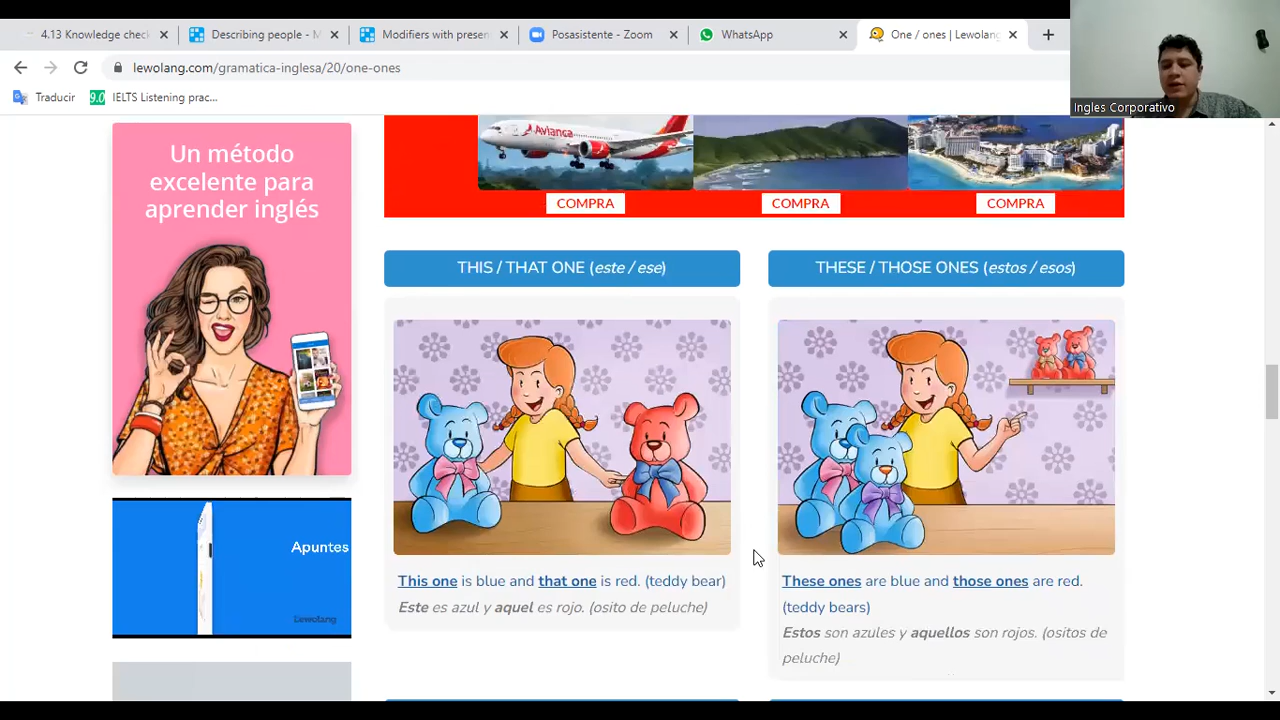 4.13 Knowledge check
Describing people - M
Modifiers with presen
Posasistente - Zoom
WhatsApp
One / ones | Lewolang
lewolang.com/gramatica-inglesa/20/one-ones
Ingles Corporativo
Traducir
9.0 IELTS Listening prac...
Un método
excelente para
aprender inglés
Avianca
COMPRA
COMPRA
COMPRA
THIS / THAT ONE (este / ese)
THESE / THOSE ONES (estos / esos)
This one is blue and that one is red. (teddy bear)
Este es azul y aquel es rojo. (osito de peluche)
These ones are blue and those ones are red.
(teddy bears)
Estos son azules y aquellos son rojos. (ositos de
peluche)
Apuntes
Lewolang